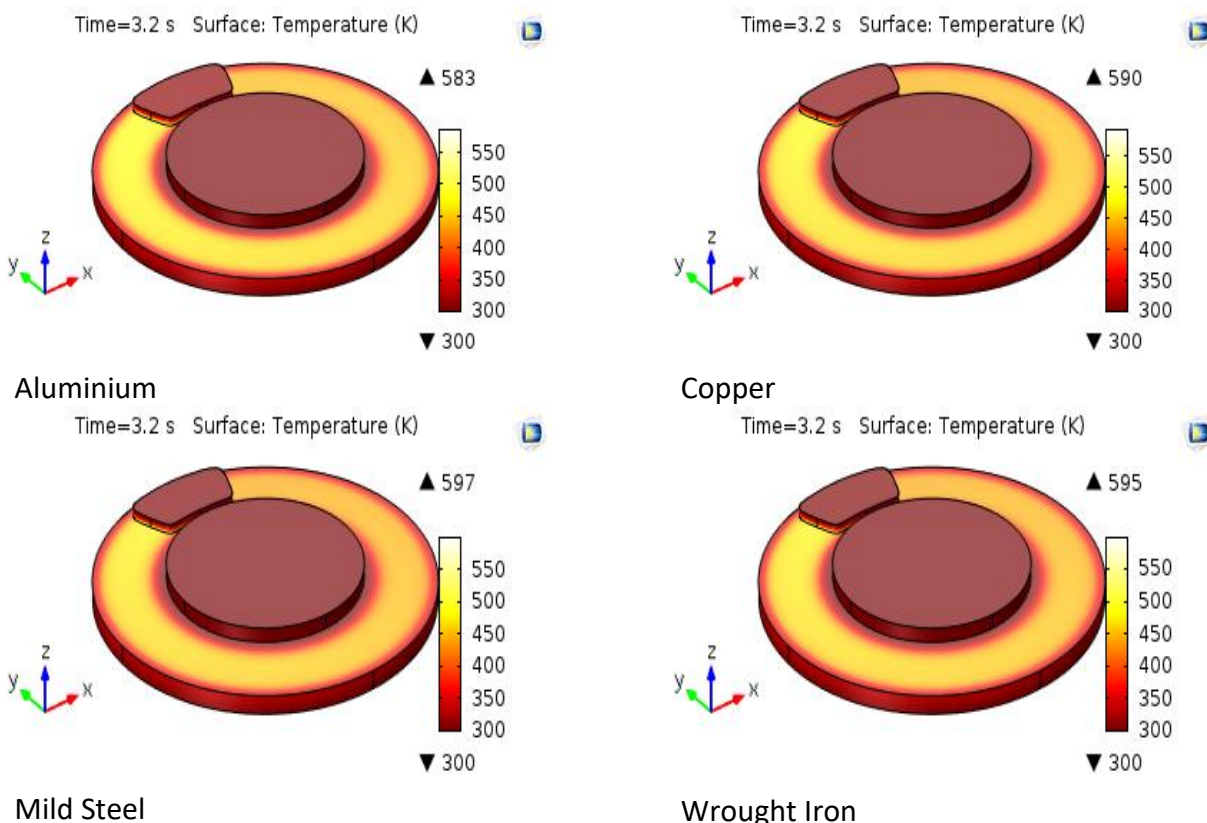 Time=3.2 s Surface: Temperature (K)
▲ 583
550
500
450
400
350
300
▼ 300
z
y
x
Aluminium
Time=3.2 s Surface: Temperature (K)
▲ 590
550
500
450
400
350
300
▼ 300
z
y
x
Copper
Time=3.2 s Surface: Temperature (K)
▲ 597
550
500
450
400
350
300
▼ 300
z
y
x
Mild Steel
Time=3.2 s Surface: Temperature (K)
▲ 595
550
500
450
400
350
300
▼ 300
z
y
x
Wrought Iron